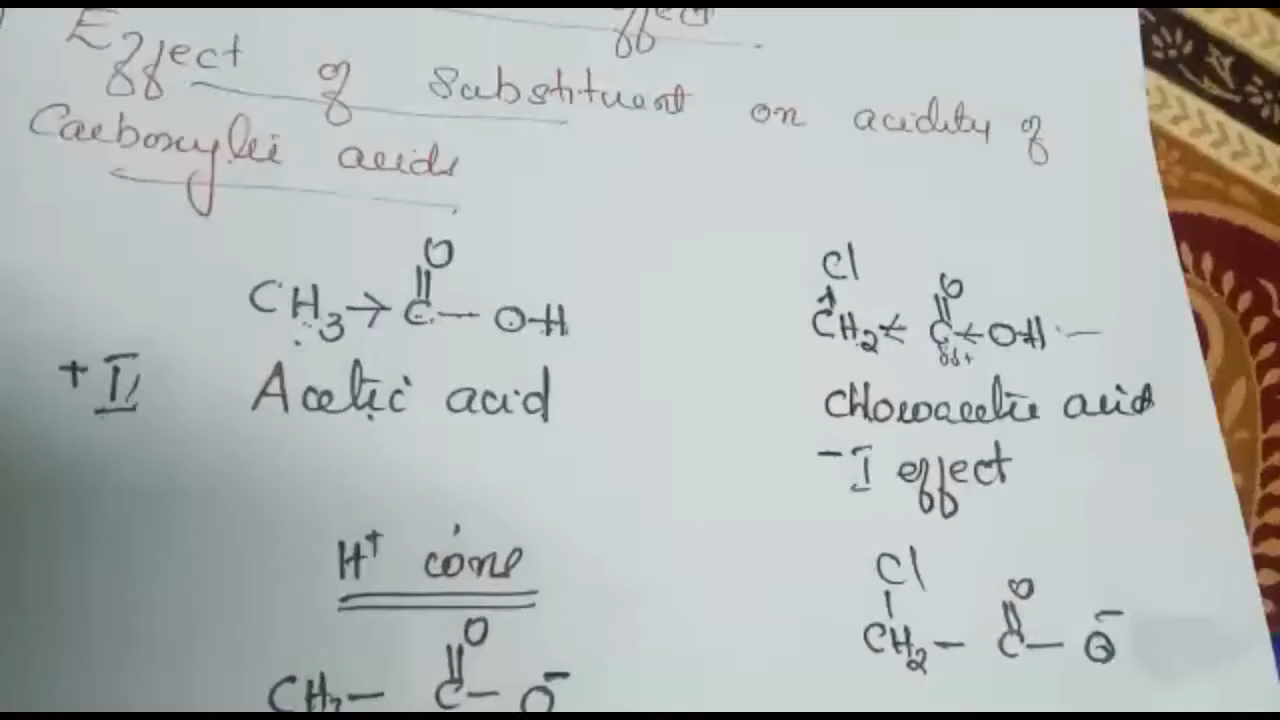 Effect of Substituent on acidity of
Carboxylic acids
O
CH3→C—OH
+I
Acetic acid
Cl
O
CH2←C←OH
δδ+
Chloroacetic acid
-I effect
H+ conc
O
C—O-
Cl
O
CH2—C—O-